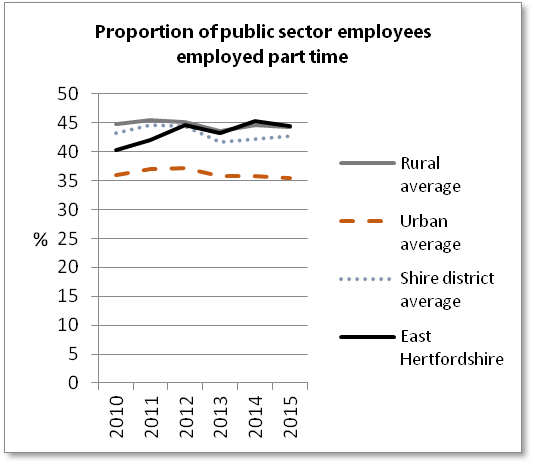 Proportion of public sector employees
employed part time
50
45
40
35
30
25
20
15
10
5
0
%
2010
2011
2012
2013
2014
2015
Rural
average
Urban
average
Shire district
average
East
Hertfordshire